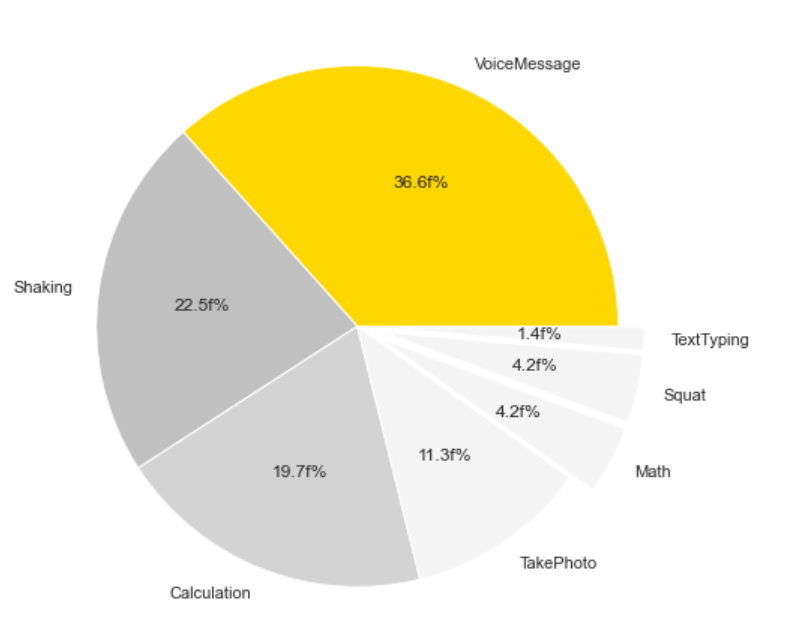 VoiceMessage
36.6f%
Shaking
22.5f%
1.4f%
TextTyping
4.2f%
Squat
4.2f%
Math
11.3f%
19.7f%
TakePhoto
Calculation